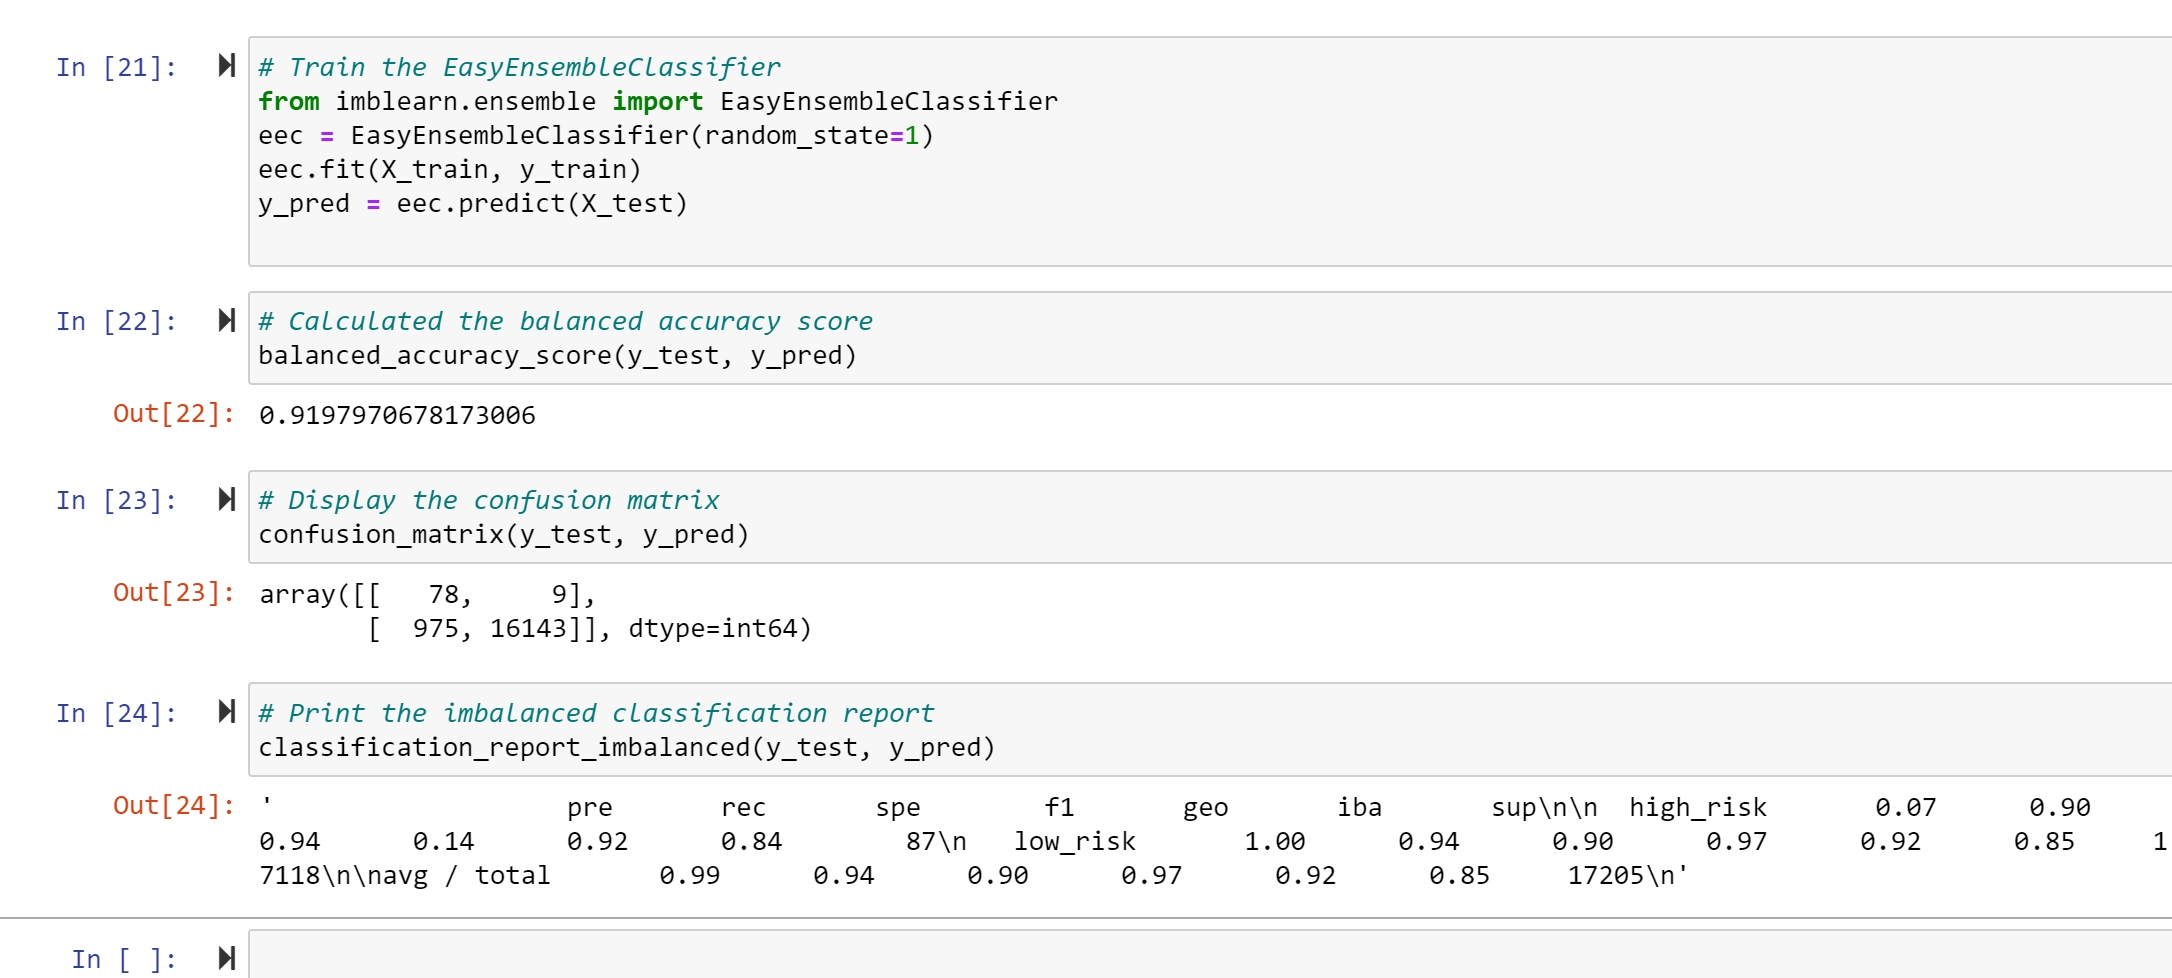 In [21]: # Train the EasyEnsembleClassifier
from imblearn.ensemble import EasyEnsembleClassifier
eec = EasyEnsembleClassifier(random_state=1)
eec.fit(X_train, y_train)
y_pred = eec.predict(X_test)
In [22]: # Calculated the balanced accuracy score
balanced_accuracy_score(y_test, y_pred)
Out[22]: 0.9197970678173006
In [23]: # Display the confusion matrix
confusion_matrix(y_test, y_pred)
Out[23]: array([[   78,     9],
       [  975, 16143]], dtype=int64)
In [24]: # Print the imbalanced classification report
classification_report_imbalanced(y_test, y_pred)
Out[24]: '                   pre       rec       spe        f1       geo       iba       sup\n\n  high_risk       0.07      0.90
0.94      0.14      0.92      0.84        87\n   low_risk       1.00      0.94      0.90      0.97      0.92      0.85     1
7118\n\navg / total       0.99      0.94      0.90      0.97      0.92      0.85     17205\n'
In [ ]: